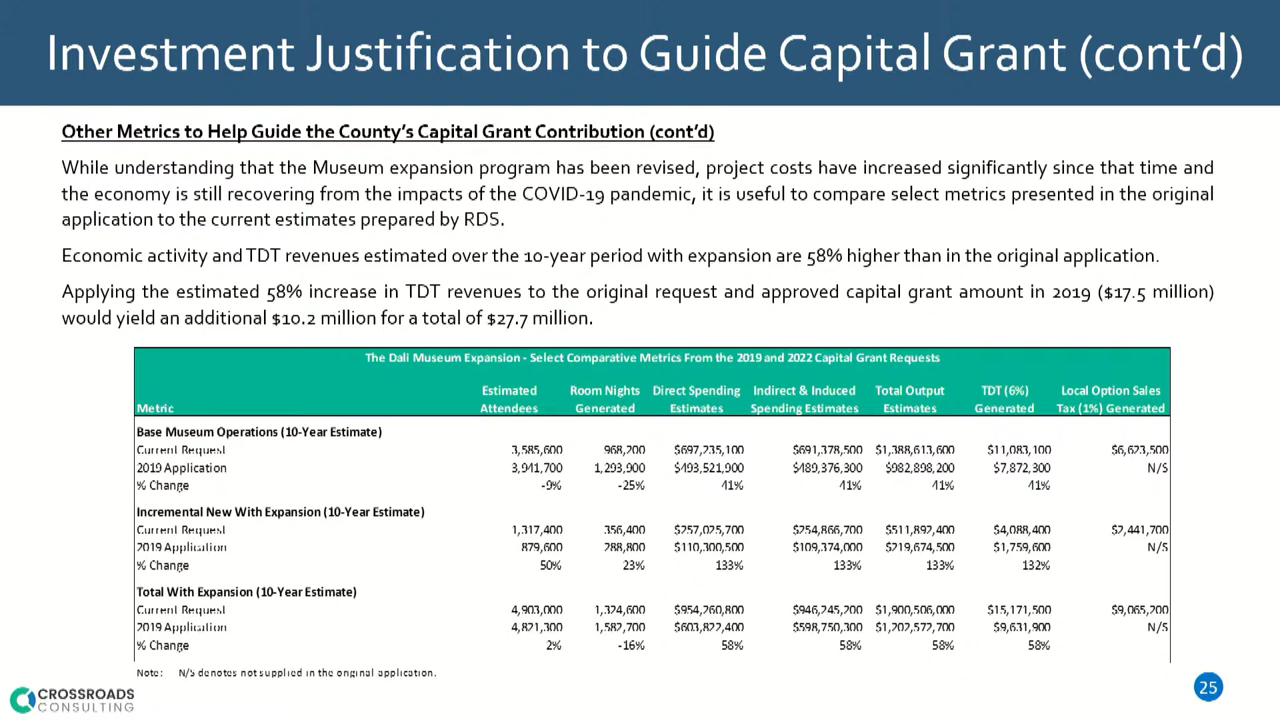 Investment Justification to Guide Capital Grant (cont’d)
Other Metrics to Help Guide the County’s Capital Grant Contribution (cont’d)
While understanding that the Museum expansion program has been revised, project costs have increased significantly since that time and
the economy is still recovering from the impacts of the COVID-19 pandemic, it is useful to compare select metrics presented in the original
application to the current estimates prepared by RDS.
Economic activity and TDT revenues estimated over the 10-year period with expansion are 58% higher than in the original application.
Applying the estimated 58% increase in TDT revenues to the original request and approved capital grant amount in 2019 ($17.5 million)
would yield an additional $10.2 million for a total of $27.7 million.
The Dali Museum Expansion - Select Comparative Metrics From the 2019 and 2022 Capital Grant Requests
Estimated Room Nights Direct Spending Indirect & Induced Total Output TDT (6%) Local Option Sales
Metric Attendees Generated Estimates Spending Estimates Estimates Generated Tax (1%) Generated
Base Museum Operations (10-Year Estimate)
Current Request 3,585,600 968,200 $697,235,100 $691,378,500 $1,388,613,600 $11,083,100 $6,623,500
2019 Application 3,941,700 1,293,900 $493,521,900 $489,376,300 $982,898,200 $7,872,300 N/S
% Change -9% -25% 41% 41% 41% 41%
Incremental New With Expansion (10-Year Estimate)
Current Request 1,317,400 356,400 $257,025,700 $254,866,700 $511,892,400 $4,088,400 $2,441,700
2019 Application 879,600 288,800 $110,300,500 $109,374,000 $219,674,500 $1,759,600 N/S
% Change 50% 23% 133% 133% 133% 132%
Total With Expansion (10-Year Estimate)
Current Request 4,903,000 1,324,600 $954,260,800 $946,245,200 $1,900,506,000 $15,171,500 $9,065,200
2019 Application 4,821,300 1,582,700 $603,822,400 $598,750,300 $1,202,572,700 $9,631,900 N/S
% Change 2% -16% 58% 58% 58% 58%
Note: N/S denotes not supplied in the original application.
CROSSROADS
CONSULTING
25